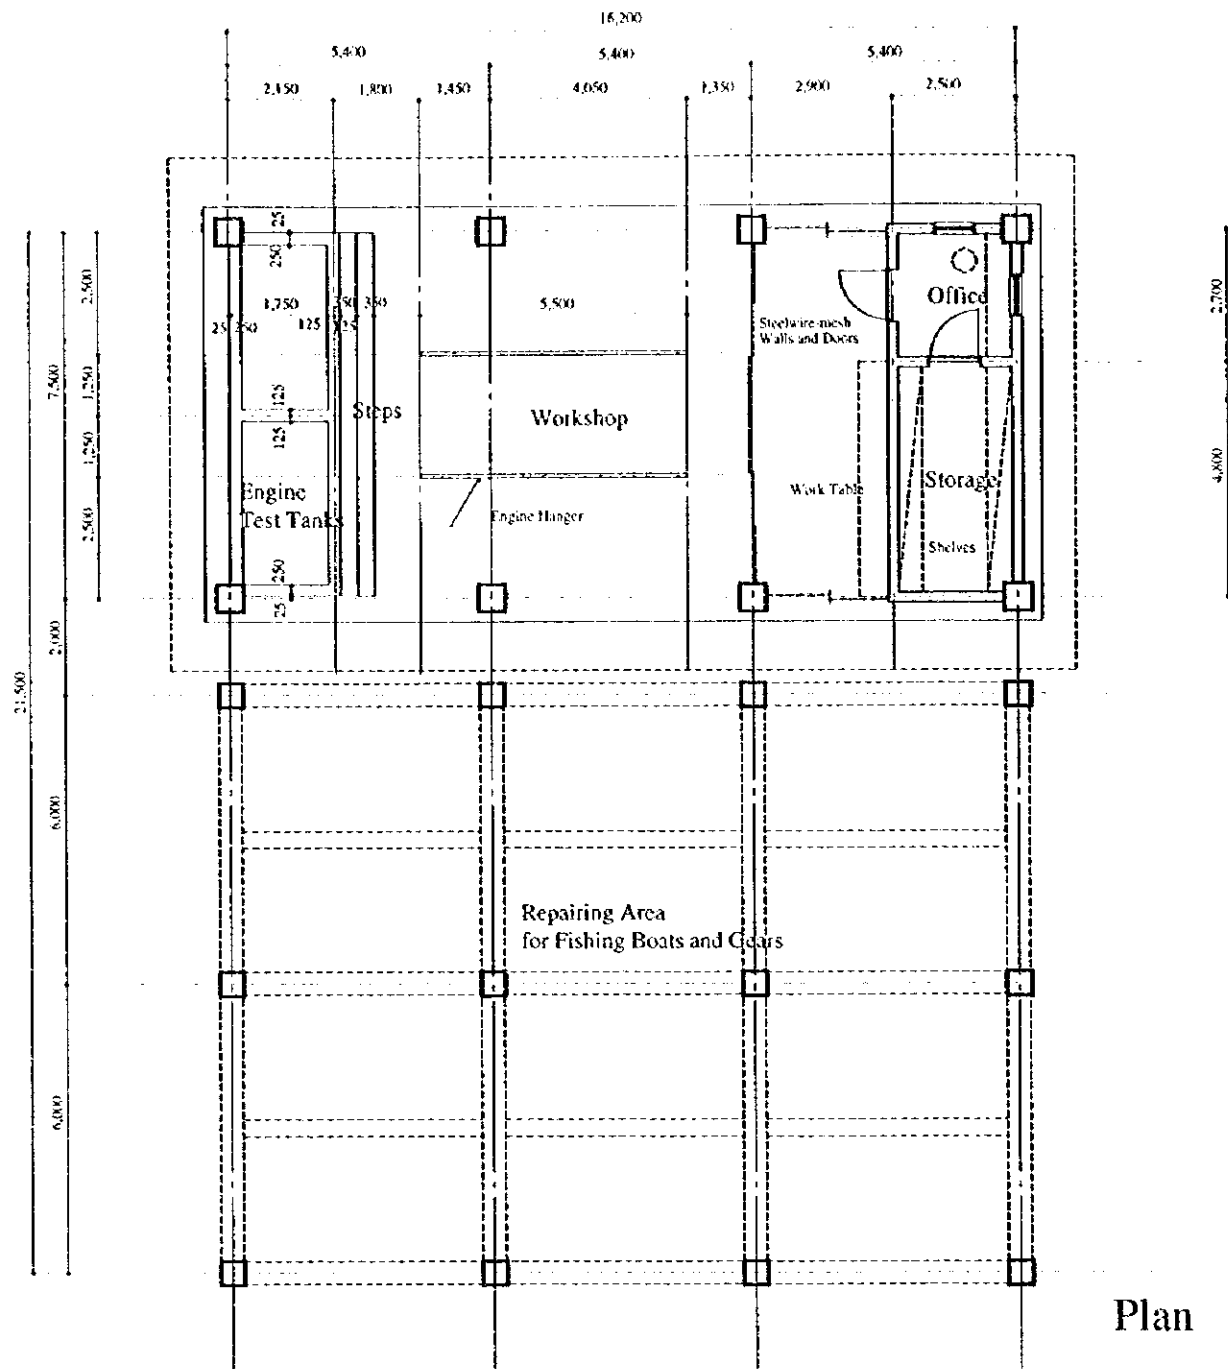 16,200
5,400 5,400 5,400
2,150 1,800 1,450 4,050 1,350 2,900 2,500
25
250
2,500
1,750 350 350
25 250 125 25
5,500
Office
2,700
Steelwire-mesh
Walls and Doors
7,500
1,250
125
Steps
Workshop
125
1,250
Engine
Test Tanks
Work Table
Storage
4,800
2,500
Engine Hanger
Shelves
250
25
2,000
21,500
6,000
Repairing Area
for Fishing Boats and Gears
6,000
Plan